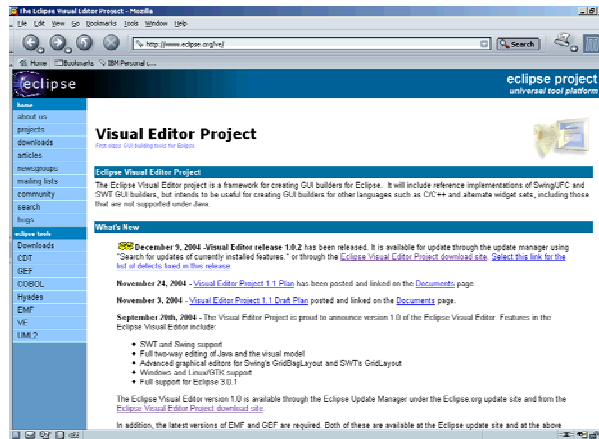 The Eclipse Visual Editor Project - Mozilla
File Edit View Go Bookmarks Tools Window Help
http://www.eclipse.org/ve/
Search
Home Bookmarks IBM Personal L...
eclipse
eclipse project
universal tool platform
home
about us
projects
downloads
articles
newsgroups
mailing lists
community
search
bugs
eclipse tools
Downloads
CDT
GEF
COBOL
Hyades
EMF
VE
UML2
Visual Editor Project
First class GUI building tools for Eclipse.
Eclipse Visual Editor Project
The Eclipse Visual Editor project is a framework for creating GUI builders for Eclipse. It will include reference implementations of Swing/JFC and
SWT GUI builders, but intends to be useful for creating GUI builders for other languages such as C/C++ and alternate widget sets, including those
that are not supported under Java.
What's New
December 9, 2004 -Visual Editor release 1.0.2 has been released. It is available for update through the update manager using
"Search for updates of currently installed features." or through the Eclipse Visual Editor Project download site. Select this link for the
list of defects fixed in this release.
November 24, 2004 - Visual Editor Project 1.1 Plan has been posted and linked on the Documents page.
November 3, 2004 - Visual Editor Project 1.1 Draft Plan posted and linked on the Documents page.
September 20th, 2004 - The Visual Editor Project is proud to announce version 1.0 of the Eclipse Visual Editor. Features in the
Eclipse Visual Editor include:
SWT and Swing support
Full two-way editing of Java and the visual model
Advanced graphical editors for Swing's GridBagLayout and SWT's GridLayout
Windows and Linux/GTK support
Full support for Eclipse 3.0.1
The Eclipse Visual Editor version 1.0 is available through the Eclipse Update Manager under the Eclipse.org update site and from the
Eclipse Visual Editor Project download site.
In addition, the latest versions of EMF and GEF are required. Both of these are available at the Eclipse update site and at the above